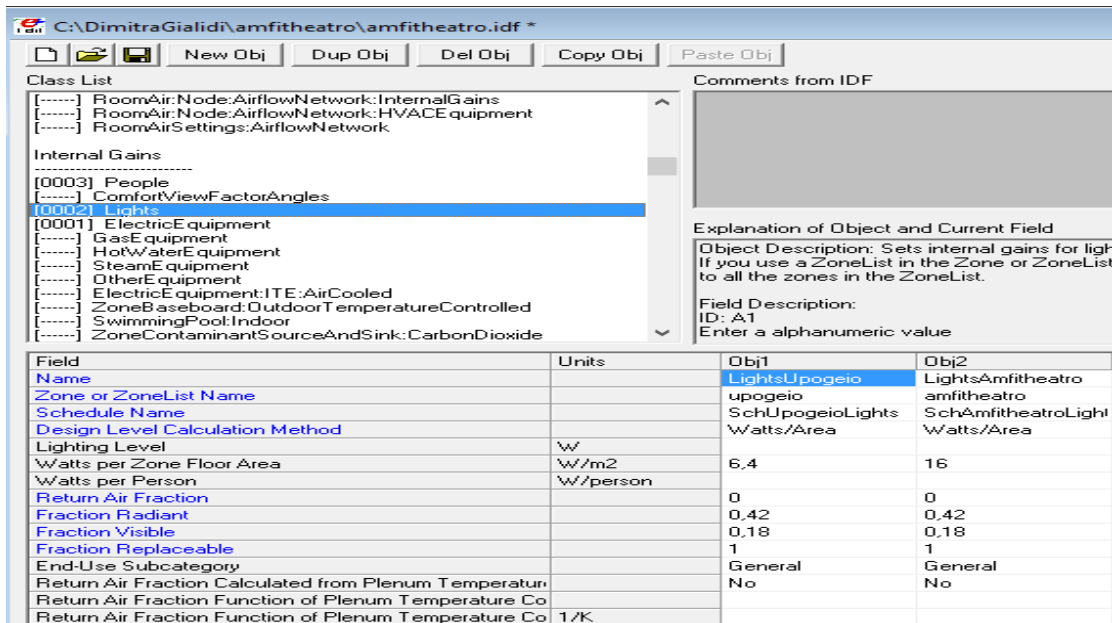 C:\DimitraGialidi\amfitheatro\amfitheatro.idf *
New Obj Dup Obj Del Obj Copy Obj Paste Obj
Class List
[------] RoomAir:Node:AirflowNetwork:InternalGains
[------] RoomAir:Node:AirflowNetwork:HVACEquipment
[------] RoomAirSettings:AirflowNetwork
Internal Gains
--------------------------
[0003] People
[------] ComfortViewFactorAngles
[0002] Lights
[0001] ElectricEquipment
[------] GasEquipment
[------] HotWaterEquipment
[------] SteamEquipment
[------] OtherEquipment
[------] ElectricEquipment:ITE:AirCooled
[------] ZoneBaseboard:OutdoorTemperatureControlled
[------] SwimmingPool:Indoor
[------] ZoneContaminantSourceAndSink:CarbonDioxide
Comments from IDF
Explanation of Object and Current Field
Object Description: Sets internal gains for ligh
If you use a ZoneList in the Zone or ZoneList
to all the zones in the ZoneList.
Field Description:
ID: A1
Enter a alphanumeric value
Field Units Obj1 Obj2
Name LightsUpogeio LightsAmfitheatro
Zone or ZoneList Name upogeio amfitheatro
Schedule Name SchUpogeioLights SchAmfitheatroLight
Design Level Calculation Method Watts/Area Watts/Area
Lighting Level W
Watts per Zone Floor Area W/m2 6,4 16
Watts per Person W/person
Return Air Fraction 0 0
Fraction Radiant 0,42 0,42
Fraction Visible 0,18 0,18
Fraction Replaceable 1 1
End-Use Subcategory General General
Return Air Fraction Calculated from Plenum Temperature No No
Return Air Fraction Function of Plenum Temperature Co
Return Air Fraction Function of Plenum Temperature Co 1/K